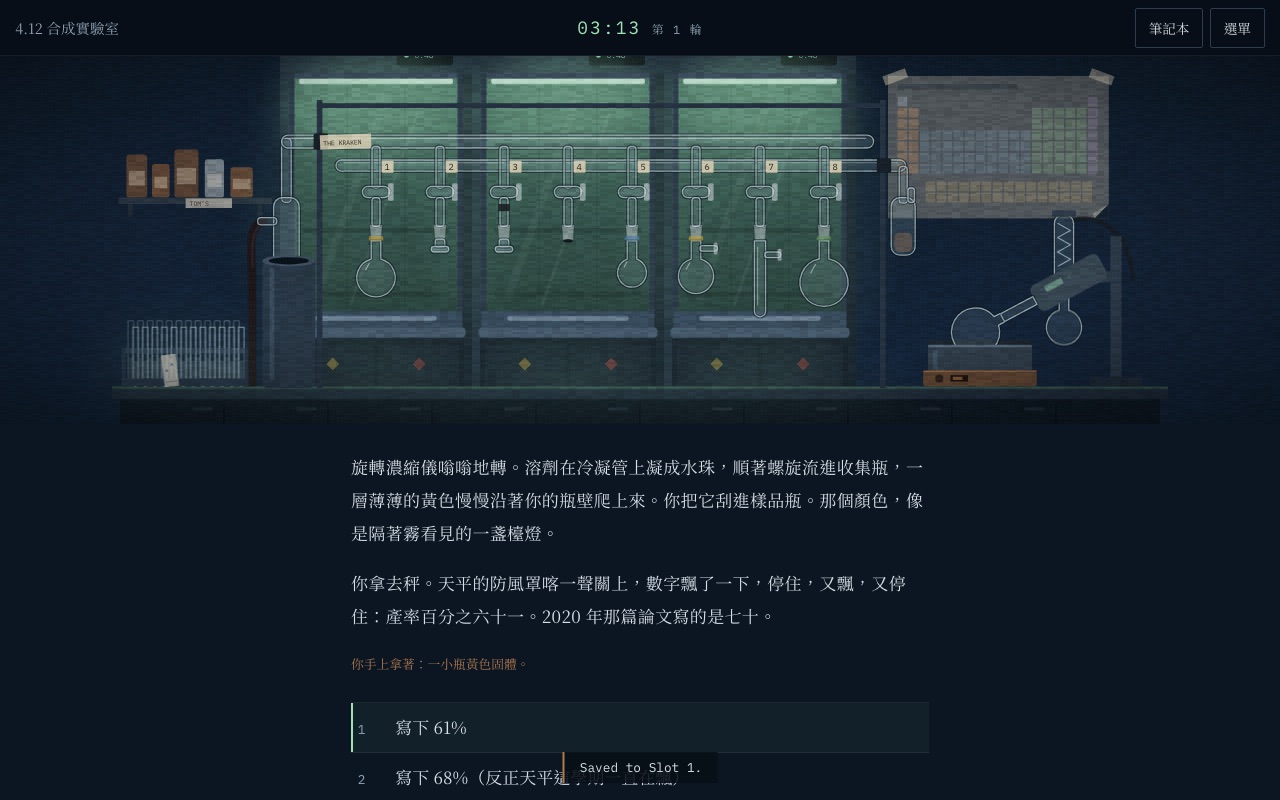 4.12 合成實驗室
03:13 第 1 輪
筆記本
選單
THE KRAKEN
1 2 3 4 5 6 7 8
TOM'S
旋轉濃縮儀嗡嗡地轉。溶劑在冷凝管上凝成水珠，順著螺旋流進收集瓶，一
層薄薄的黃色慢慢沿著你的瓶壁爬上來。你把它刮進樣品瓶。那個顏色，像
是隔著霧看見的一盞檯燈。
你拿去秤。天平的防風罩喀一聲關上，數字飄了一下，停住，又飄，又停
住：產率百分之六十一。2020 年那篇論文寫的是七十。
你手上拿著：一小瓶黃色固體。
1 寫下 61%
2 寫下 68%（反正天平這
Saved to Slot 1.